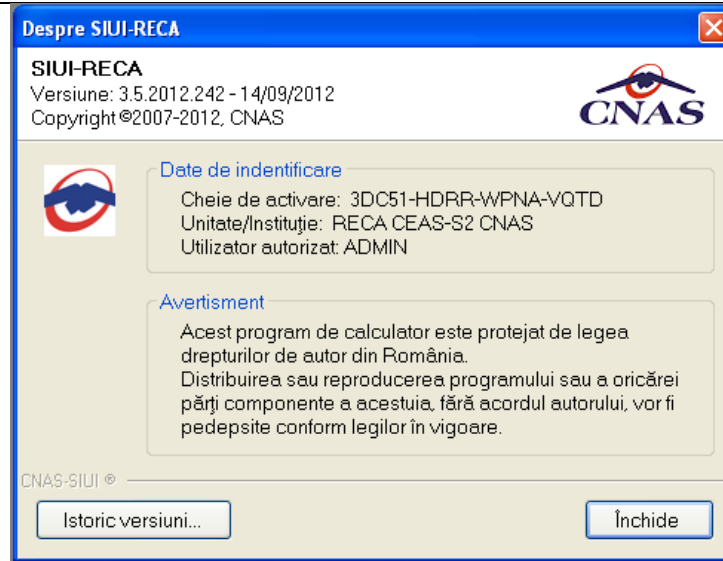 Despre SIUI-RECA
SIUI-RECA
Versiune: 3.5.2012.242 - 14/09/2012
Copyright ©2007-2012, CNAS
CNAS
Date de indentificare
Cheie de activare: 3DC51-HDRR-WPNA-VQTD
Unitate/Instituţie: RECA CEAS-S2 CNAS
Utilizator autorizat: ADMIN
Avertisment
Acest program de calculator este protejat de legea
drepturilor de autor din România.
Distribuirea sau reproducerea programului sau a oricărei
părţi componente a acestuia, fără acordul autorului, vor fi
pedepsite conform legilor în vigoare.
CNAS-SIUI ®
Istoric versiuni...
Închide